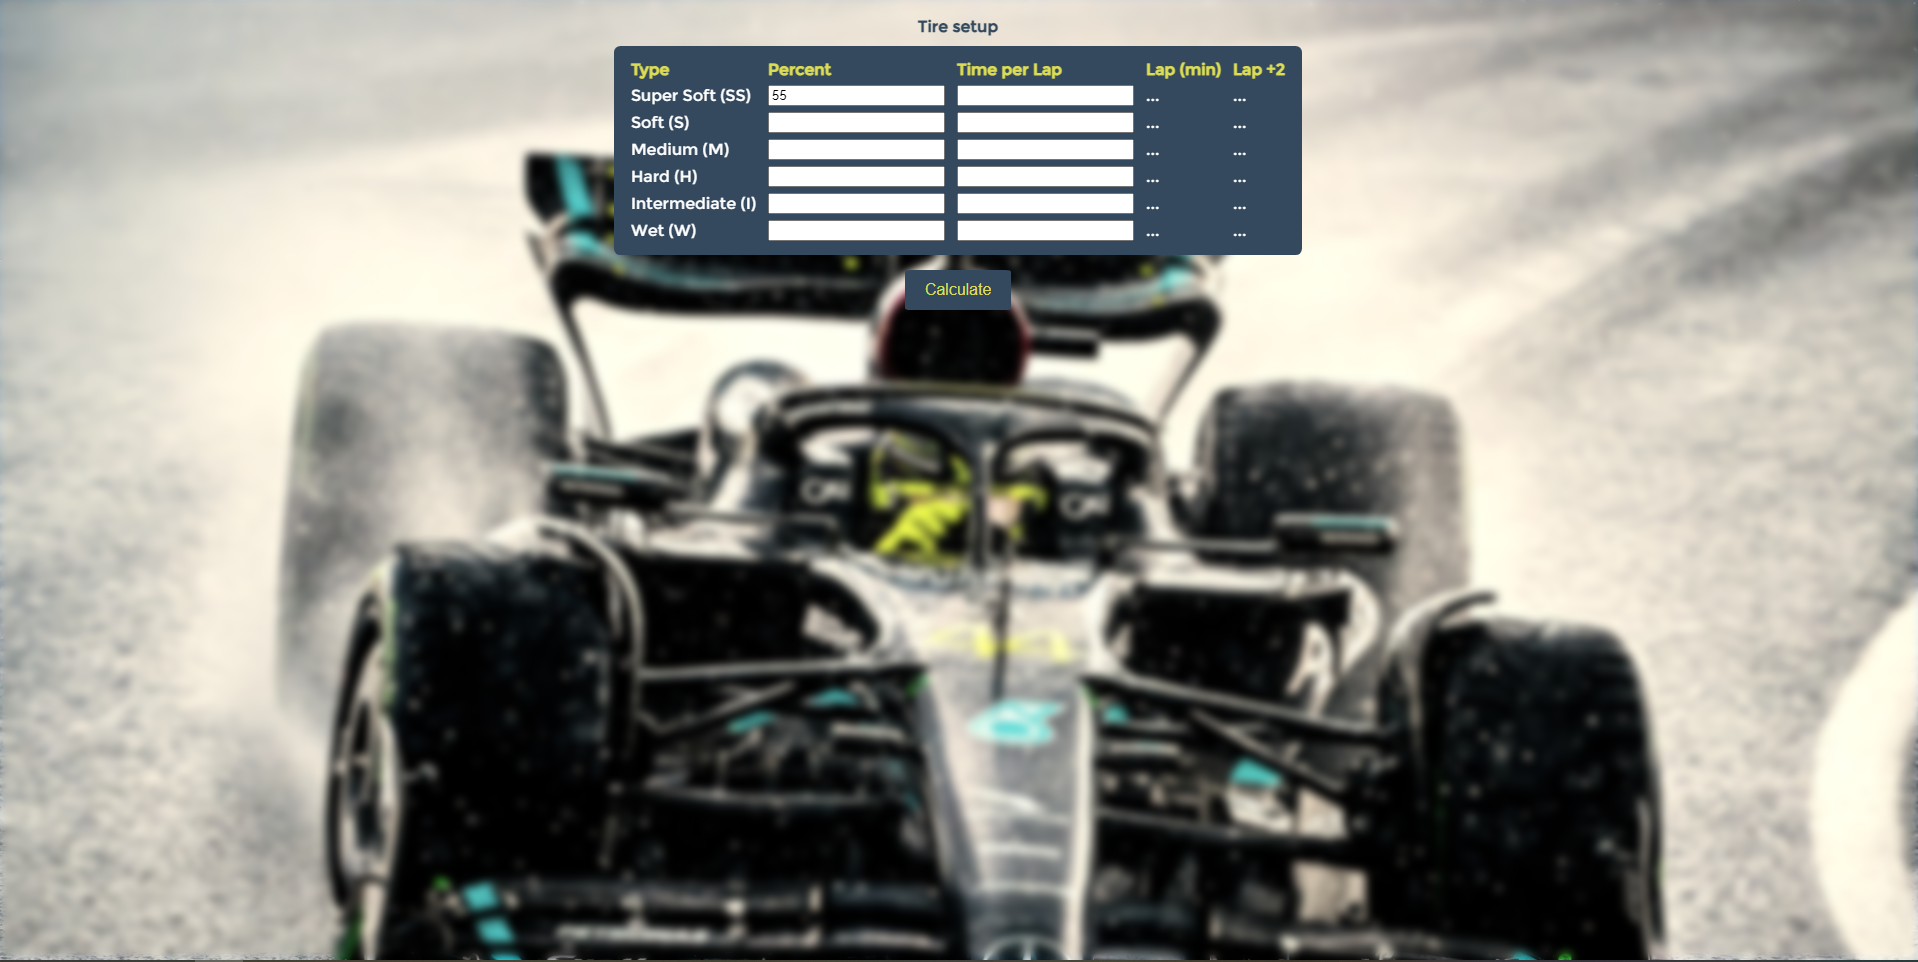 Tire setup
Type Percent Time per Lap Lap (min) Lap +2
Super Soft (SS) 55 ... ...
Soft (S) ... ...
Medium (M) ... ...
Hard (H) ... ...
Intermediate (I) ... ...
Wet (W) ... ...
Calculate